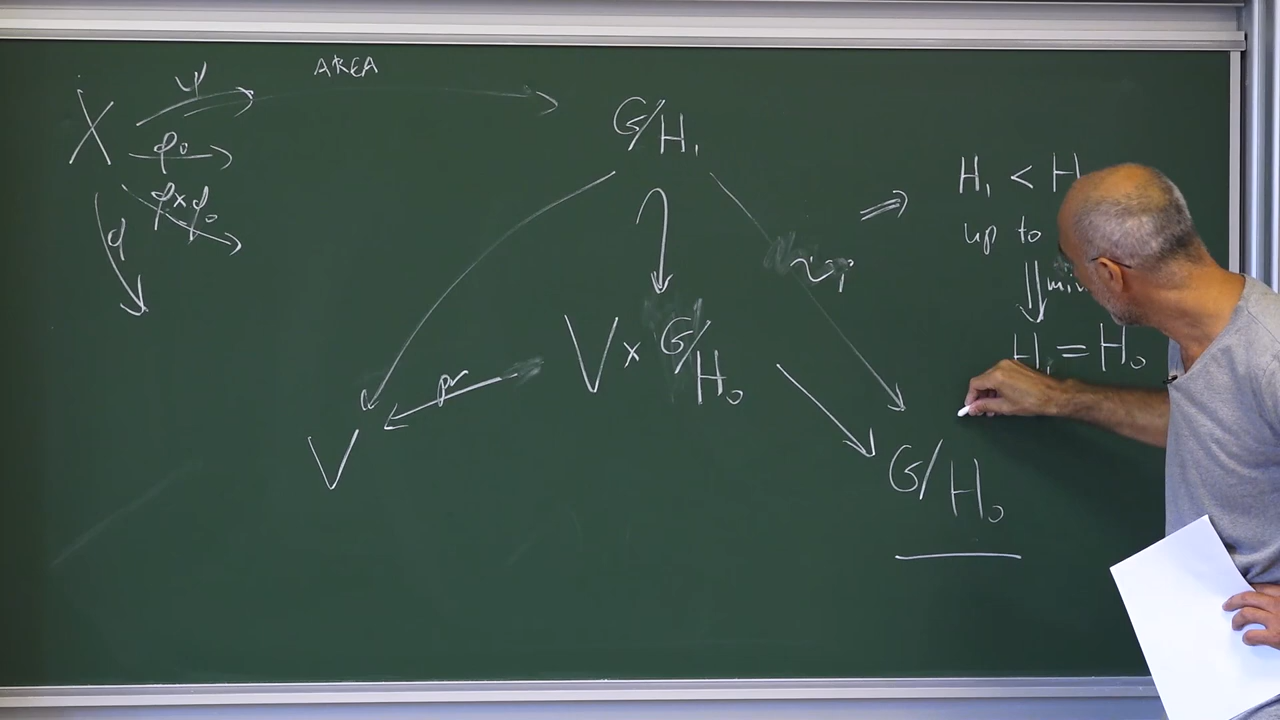 ψ AREA
X G/H₁
φ₀
φ×φ₀ H₁ < H
φ up to
V × G/H₀ H₁ = H₀
pr
V G/H₀